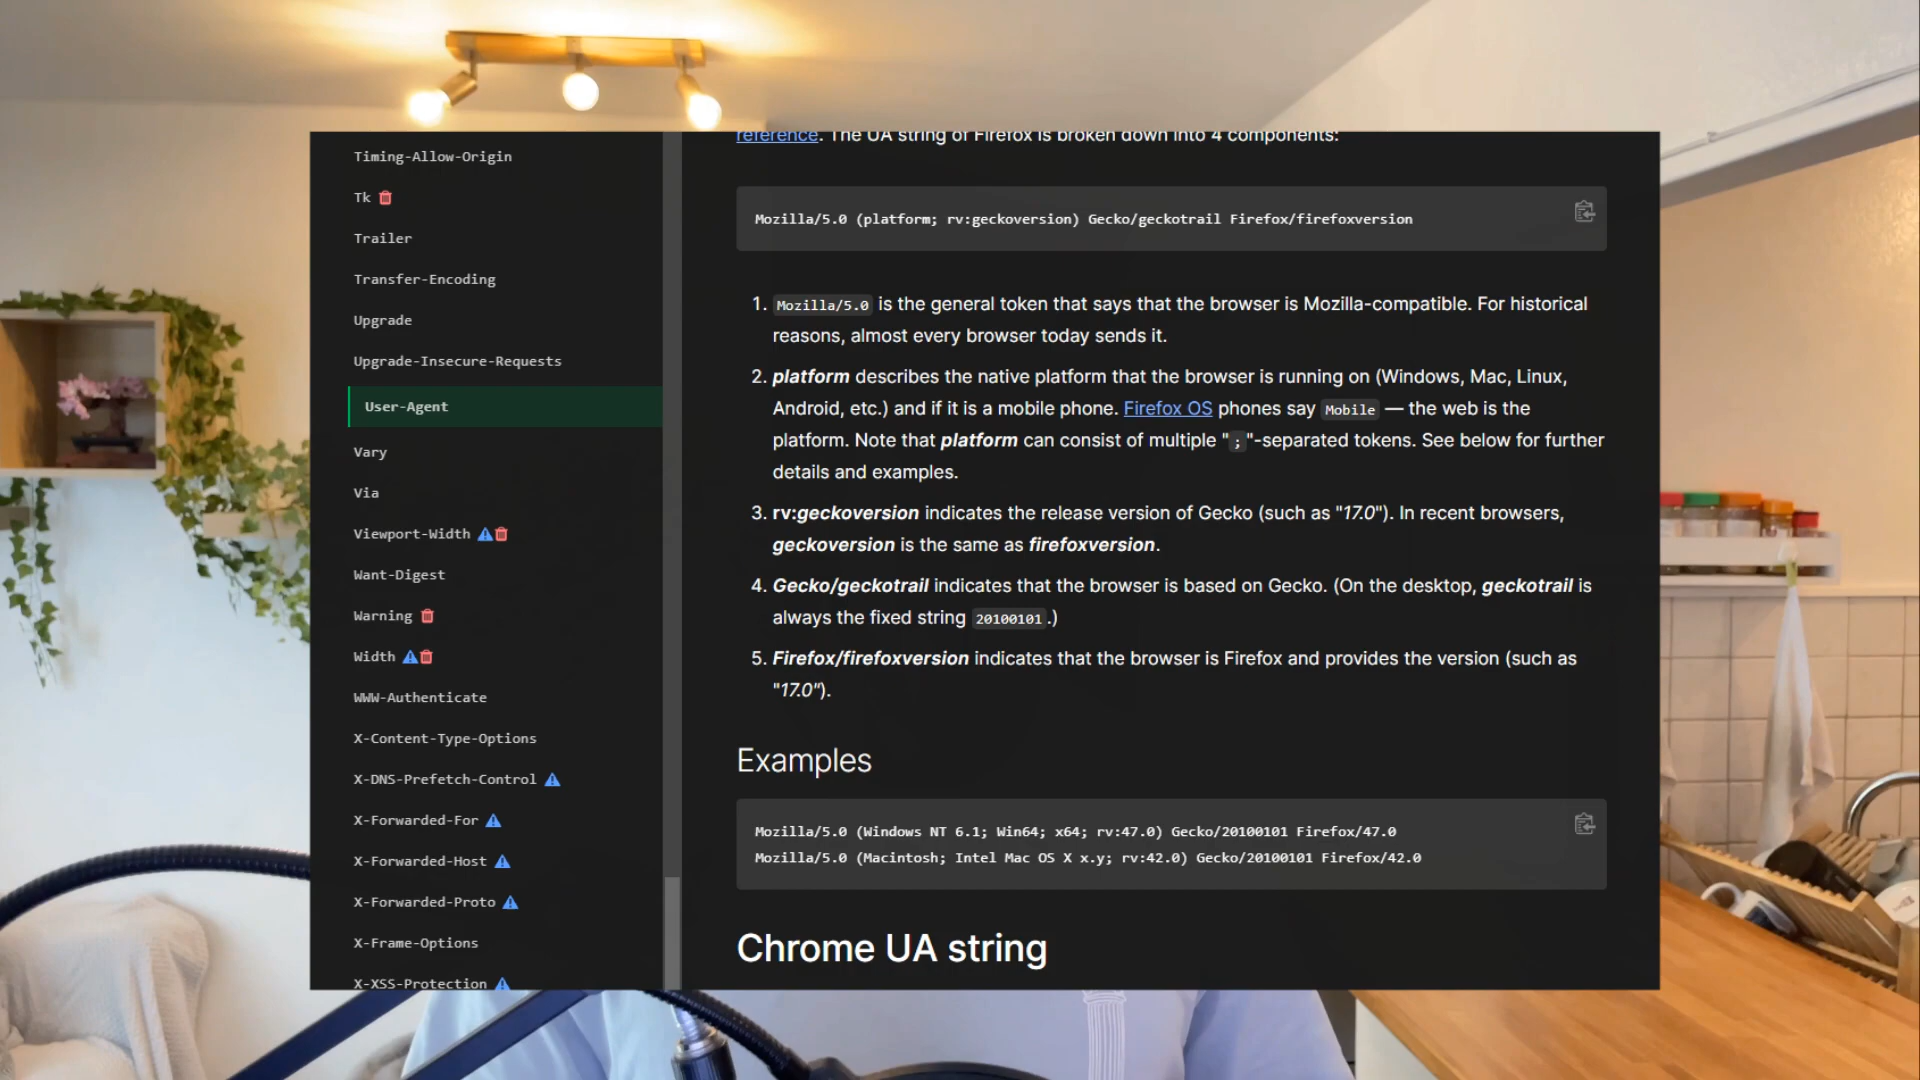 Timing-Allow-Origin
Tk
Trailer
Transfer-Encoding
Upgrade
Upgrade-Insecure-Requests
User-Agent
Vary
Via
Viewport-Width
Want-Digest
Warning
Width
WWW-Authenticate
X-Content-Type-Options
X-DNS-Prefetch-Control
X-Forwarded-For
X-Forwarded-Host
X-Forwarded-Proto
X-Frame-Options
X-XSS-Protection
reference. The UA string of Firefox is broken down into 4 components:
Mozilla/5.0 (platform; rv:geckoversion) Gecko/geckotrail Firefox/firefoxversion
1. Mozilla/5.0 is the general token that says that the browser is Mozilla-compatible. For historical
reasons, almost every browser today sends it.
2. platform describes the native platform that the browser is running on (Windows, Mac, Linux,
Android, etc.) and if it is a mobile phone. Firefox OS phones say Mobile — the web is the
platform. Note that platform can consist of multiple ";"-separated tokens. See below for further
details and examples.
3. rv:geckoversion indicates the release version of Gecko (such as "17.0"). In recent browsers,
geckoversion is the same as firefoxversion.
4. Gecko/geckotrail indicates that the browser is based on Gecko. (On the desktop, geckotrail is
always the fixed string 20100101.)
5. Firefox/firefoxversion indicates that the browser is Firefox and provides the version (such as
"17.0").
Examples
Mozilla/5.0 (Windows NT 6.1; Win64; x64; rv:47.0) Gecko/20100101 Firefox/47.0
Mozilla/5.0 (Macintosh; Intel Mac OS X x.y; rv:42.0) Gecko/20100101 Firefox/42.0
Chrome UA string